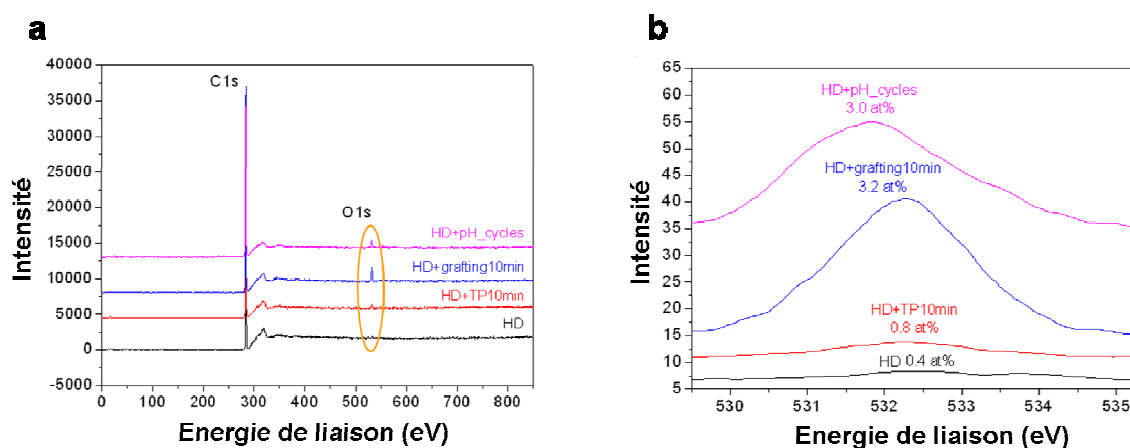 a
40000
35000
30000
25000
20000
15000
10000
5000
0
-5000
Intensité
C1s
O1s
HD+pH_cycles
HD+grafting10min
HD+TP10min
HD
0 100 200 300 400 500 600 700 800
Energie de liaison (eV)
b
65
60
55
50
45
40
35
30
25
20
15
10
5
Intensité
HD+pH_cycles
3.0 at%
HD+grafting10min
3.2 at%
HD+TP10min
0.8 at%
HD 0.4 at%
530 531 532 533 534 535
Energie de liaison (eV)